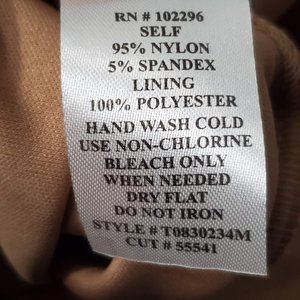 RN # 102296
SELF
95% NYLON
5% SPANDEX
LINING
100% POLYESTER
HAND WASH COLD
USE NON-CHLORINE
BLEACH ONLY
WHEN NEEDED
DRY FLAT
DO NOT IRON
STYLE # T0830234M
CUT # 55541